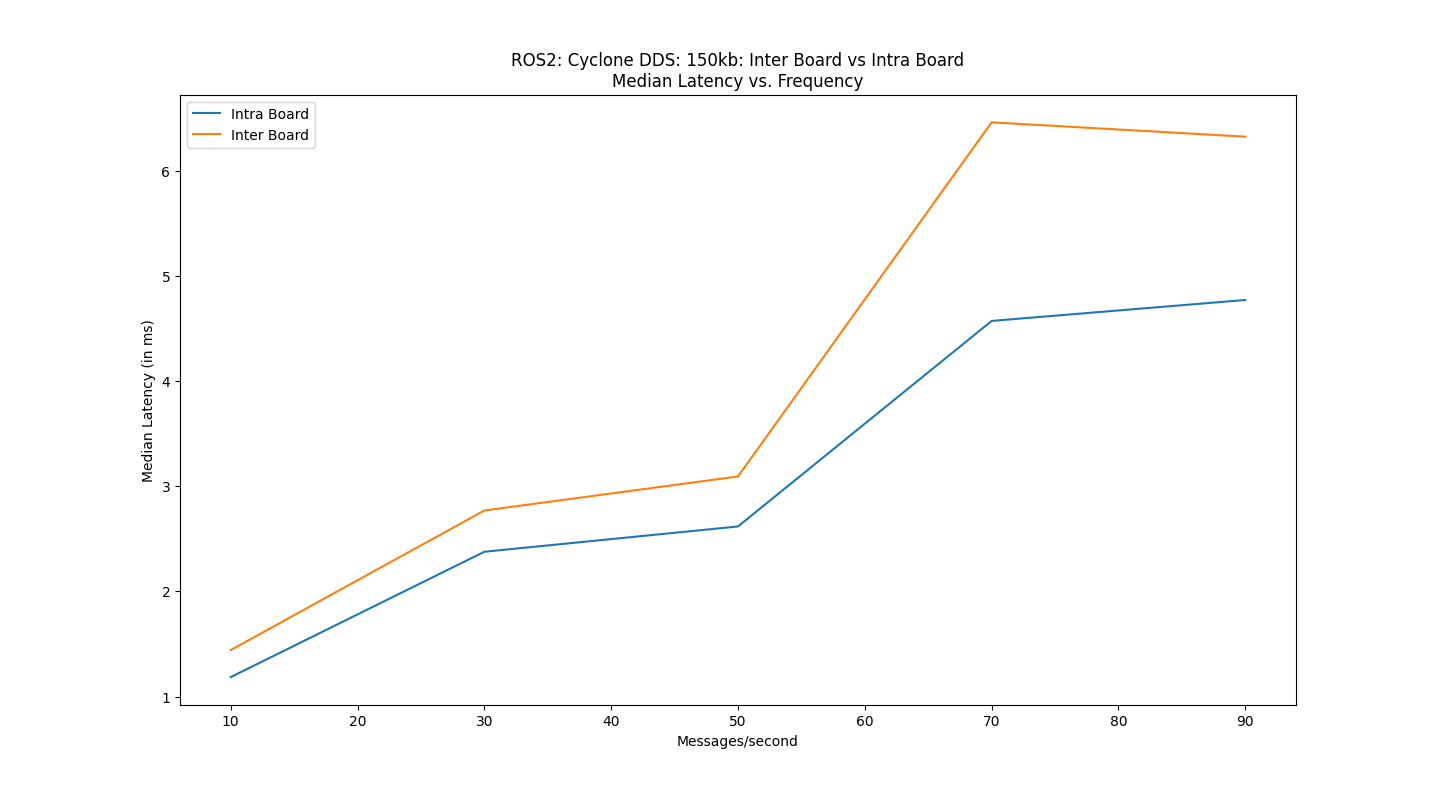 ROS2: Cyclone DDS: 150kb: Inter Board vs Intra Board
Median Latency vs. Frequency
Intra Board
Inter Board
6
5
4
3
2
1
Median Latency (in ms)
10 20 30 40 50 60 70 80 90
Messages/second